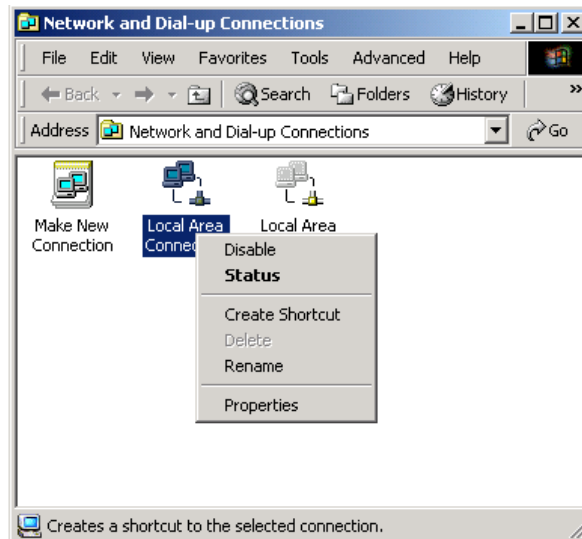 Network and Dial-up Connections
File Edit View Favorites Tools Advanced Help
Back Search Folders History »
Address Network and Dial-up Connections Go
Make New Connection
Local Area
Local Area
Disable
Status
Create Shortcut
Delete
Rename
Properties
Creates a shortcut to the selected connection.